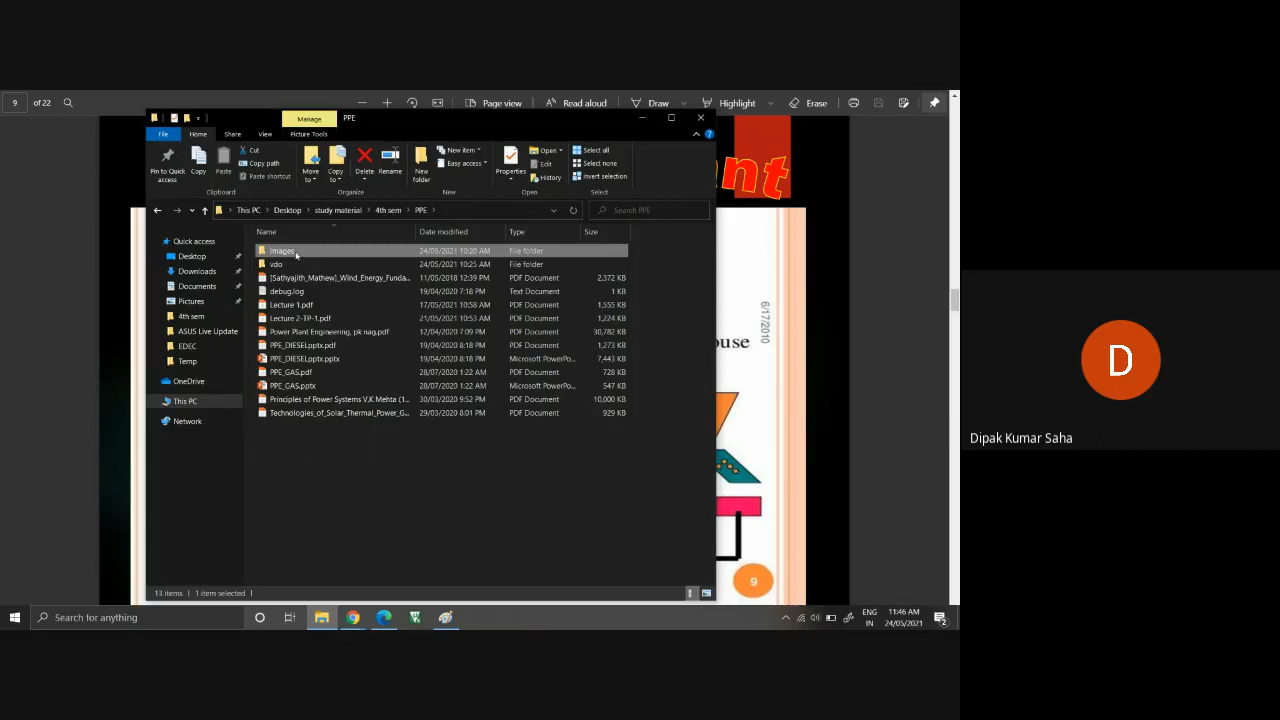 9 of 22 Page view Read aloud Draw Highlight Erase
Manage PPE
File Home Share View Picture Tools
Pin to Quick access
Copy
Paste
Cut
Copy path
Paste shortcut
Clipboard
Move to
Copy to
Delete
Rename
Organize
New folder
New item
Easy access
New
Properties
Open
Edit
History
Open
Select all
Select none
Invert selection
Select
This PC Desktop study material 4th sem PPE
Search PPE
Name Date modified Type Size
Quick access
Desktop
Downloads
Documents
Pictures
4th sem
ASUS Live Update
EDEC
Temp
OneDrive
This PC
Network
Images 24/05/2021 10:20 AM File folder
vdo 24/05/2021 10:25 AM File folder
[Sathyajith_Mathew]_Wind_Energy_Funda... 11/05/2018 12:39 PM PDF Document 2,372 KB
debug.log 19/04/2020 7:18 PM Text Document 1 KB
Lecture 1.pdf 17/05/2021 10:58 AM PDF Document 1,555 KB
Lecture 2-TP-1.pdf 21/05/2021 10:53 AM PDF Document 1,224 KB
Power Plant Engineering, pk nag.pdf 12/04/2020 7:09 PM PDF Document 30,782 KB
PPE_DIESELpptx.pdf 19/04/2020 8:18 PM PDF Document 1,273 KB
PPE_DIESELpptx.pptx 19/04/2020 8:18 PM Microsoft PowerPo... 7,443 KB
PPE_GAS.pdf 28/07/2020 1:22 AM PDF Document 728 KB
PPE_GAS.pptx 28/07/2020 1:22 AM Microsoft PowerPo... 547 KB
Principles of Power Systems V.K Mehta (1... 30/03/2020 9:52 PM PDF Document 10,000 KB
Technologies_of_Solar_Thermal_Power_G... 29/03/2020 8:01 PM PDF Document 929 KB
13 items 1 item selected
ant
6/17/2010
ouse
9
Search for anything
ENG
IN
11:46 AM
24/05/2021
2
D
Dipak Kumar Saha